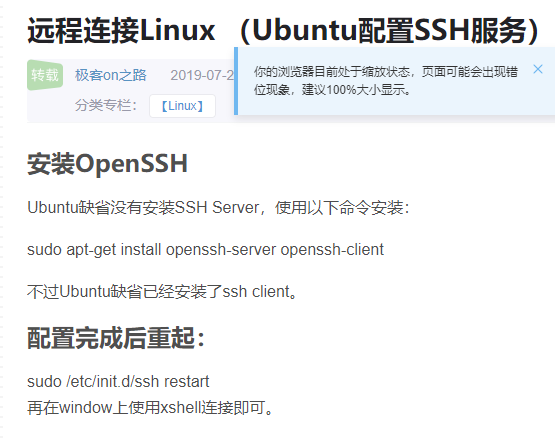 远程连接Linux （Ubuntu配置SSH服务）
转载
极客on之路
2019-07-2
你的浏览器目前处于缩放状态，页面可能会出现错
位现象，建议100%大小显示。
×
分类专栏：
【Linux】
安装OpenSSH
Ubuntu缺省没有安装SSH Server，使用以下命令安装：
sudo apt-get install openssh-server openssh-client
不过Ubuntu缺省已经安装了ssh client。
配置完成后重起：
sudo /etc/init.d/ssh restart
再在window上使用xshell连接即可。